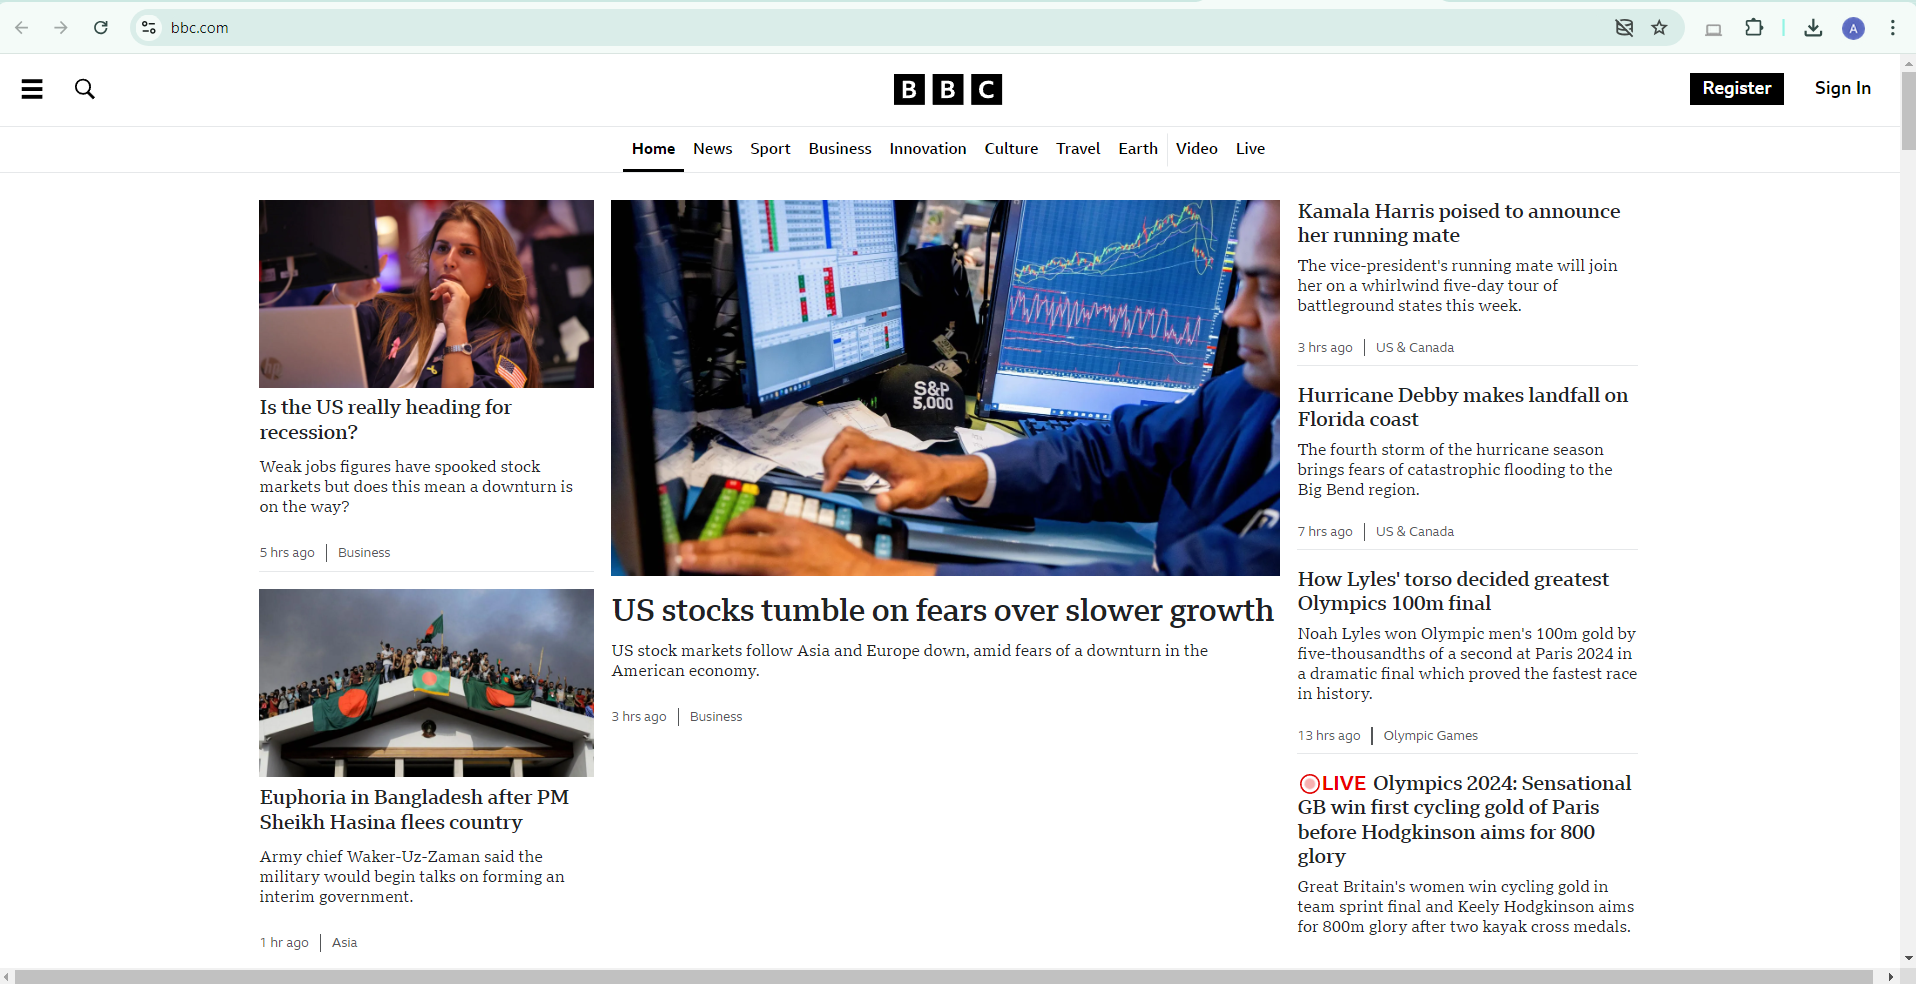 bbc.com
A
BBC
Register
Sign In
Home News Sport Business Innovation Culture Travel Earth Video Live
Is the US really heading for
recession?
Weak jobs figures have spooked stock
markets but does this mean a downturn is
on the way?
5 hrs ago | Business
Euphoria in Bangladesh after PM
Sheikh Hasina flees country
Army chief Waker-Uz-Zaman said the
military would begin talks on forming an
interim government.
1 hr ago | Asia
S&P
5,000
US stocks tumble on fears over slower growth
US stock markets follow Asia and Europe down, amid fears of a downturn in the
American economy.
3 hrs ago | Business
Kamala Harris poised to announce
her running mate
The vice-president's running mate will join
her on a whirlwind five-day tour of
battleground states this week.
3 hrs ago | US & Canada
Hurricane Debby makes landfall on
Florida coast
The fourth storm of the hurricane season
brings fears of catastrophic flooding to the
Big Bend region.
7 hrs ago | US & Canada
How Lyles' torso decided greatest
Olympics 100m final
Noah Lyles won Olympic men's 100m gold by
five-thousandths of a second at Paris 2024 in
a dramatic final which proved the fastest race
in history.
13 hrs ago | Olympic Games
LIVE Olympics 2024: Sensational
GB win first cycling gold of Paris
before Hodgkinson aims for 800
glory
Great Britain's women win cycling gold in
team sprint final and Keely Hodgkinson aims
for 800m glory after two kayak cross medals.